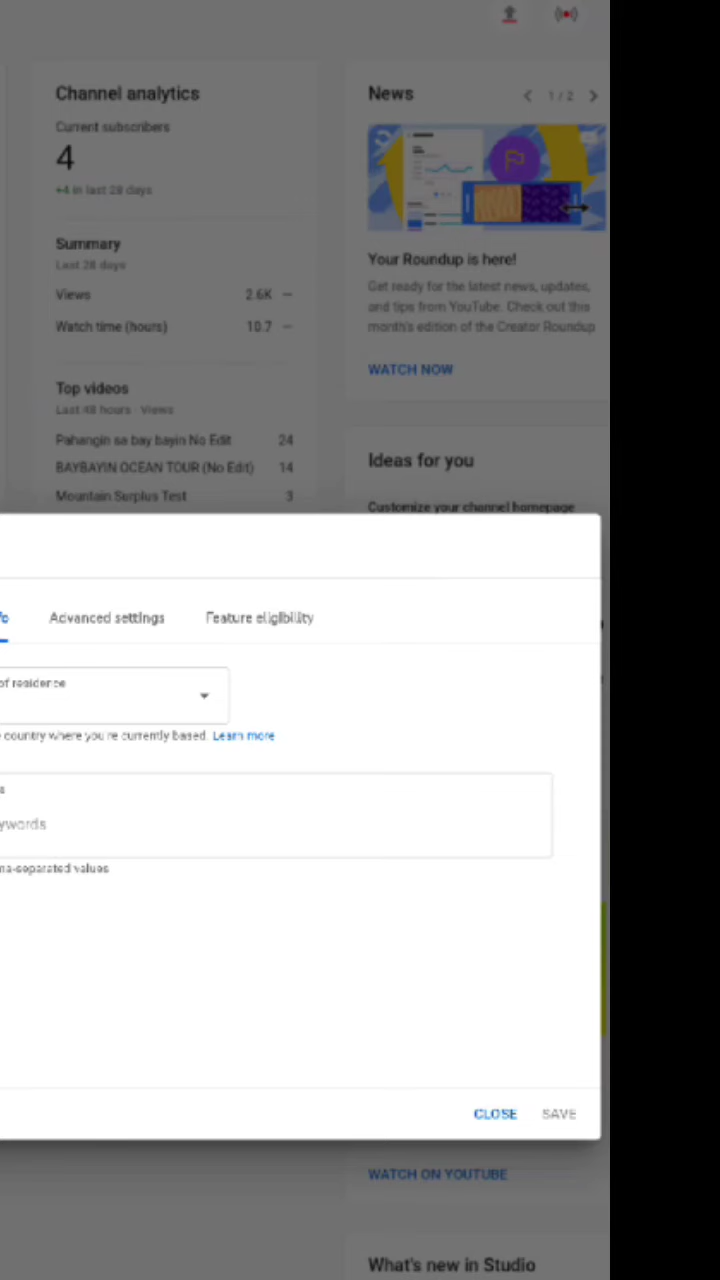 Channel analytics
Current subscribers
4
+4 in last 28 days
Summary
Last 28 days
Views 2.6K —
Watch time (hours) 10.7 —
Top videos
Last 48 hours · Views
Pahangin sa bay bayin No Edit 24
BAYBAYIN OCEAN TOUR (No Edit) 14
Mountain Surplus Test 3
News
1 / 2
Your Roundup is here!
Get ready for the latest news, updates,
and tips from YouTube. Check out this
month's edition of the Creator Roundup
WATCH NOW
Ideas for you
Customize your channel homepage
fo Advanced settings Feature eligibility
of residence
country where you're currently based. Learn more
s
ywords
ma-separated values
CLOSE SAVE
WATCH ON YOUTUBE
What's new in Studio